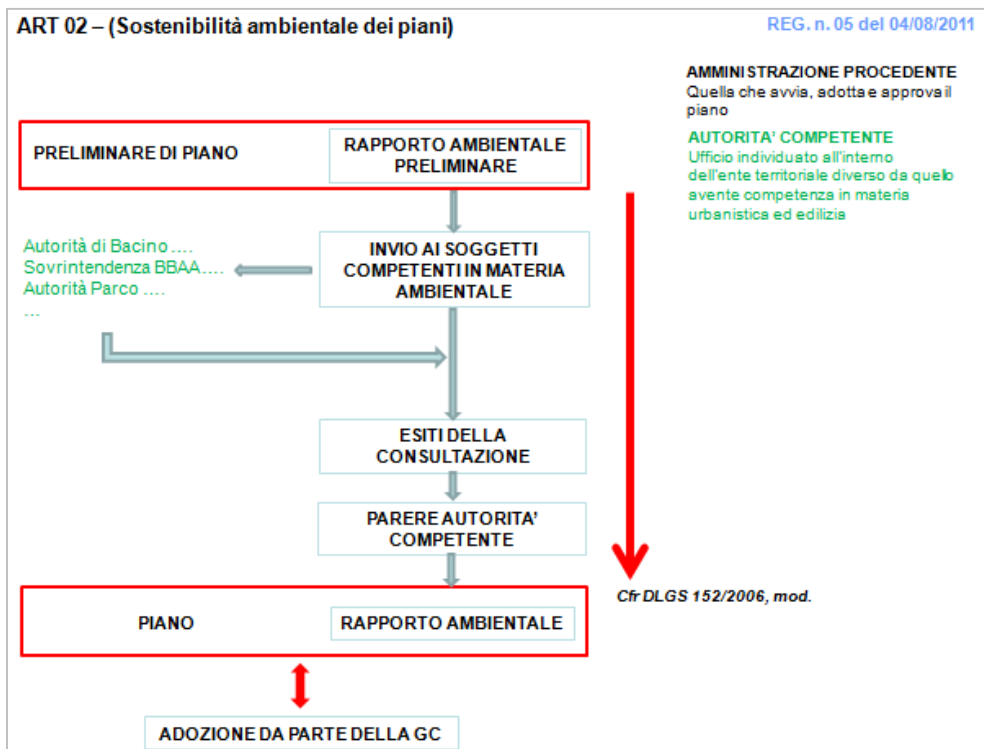 ART 02 – (Sostenibilità ambientale dei piani)
REG. n. 05 del 04/08/2011
AMMINISTRAZIONE PROCEDENTE
Quella che avvia, adotta e approva il
piano
AUTORITA' COMPETENTE
Ufficio individuato all'interno
dell'ente territoriale diverso da quello
avente competenza in materia
urbanistica ed edilizia
PRELIMINARE DI PIANO
RAPPORTO AMBIENTALE
PRELIMINARE
INVIO AI SOGGETTI
COMPETENTI IN MATERIA
AMBIENTALE
Autorità di Bacino ....
Sovrintendenza BBAA....
Autorità Parco ....
...
ESITI DELLA
CONSULTAZIONE
PARERE AUTORITA'
COMPETENTE
Cfr DLGS 152/2006, mod.
PIANO
RAPPORTO AMBIENTALE
ADOZIONE DA PARTE DELLA GC